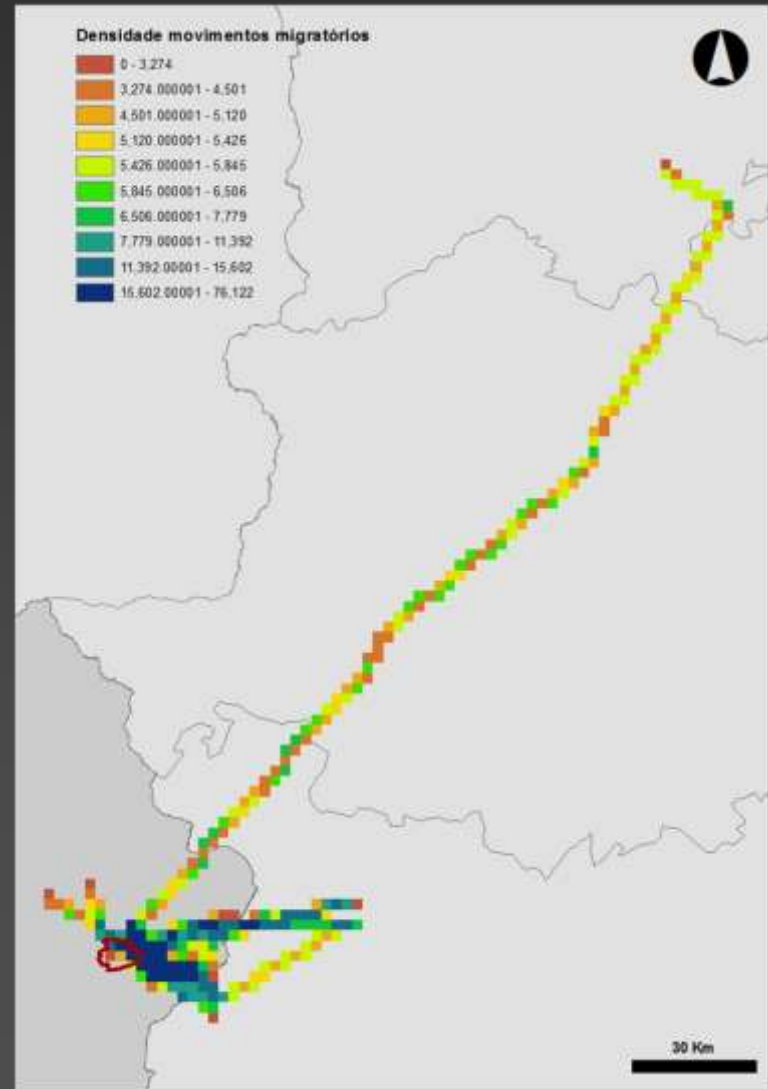 Densidade movimentos migratórios
0 - 3,274
3,274.000001 - 4,501
4,501.000001 - 5,120
5,120.000001 - 5,426
5,426.000001 - 5,845
5,845.000001 - 6,506
6,506.000001 - 7,779
7,779.000001 - 11,392
11,392.00001 - 15,602
15,602.00001 - 76,122
30 Km